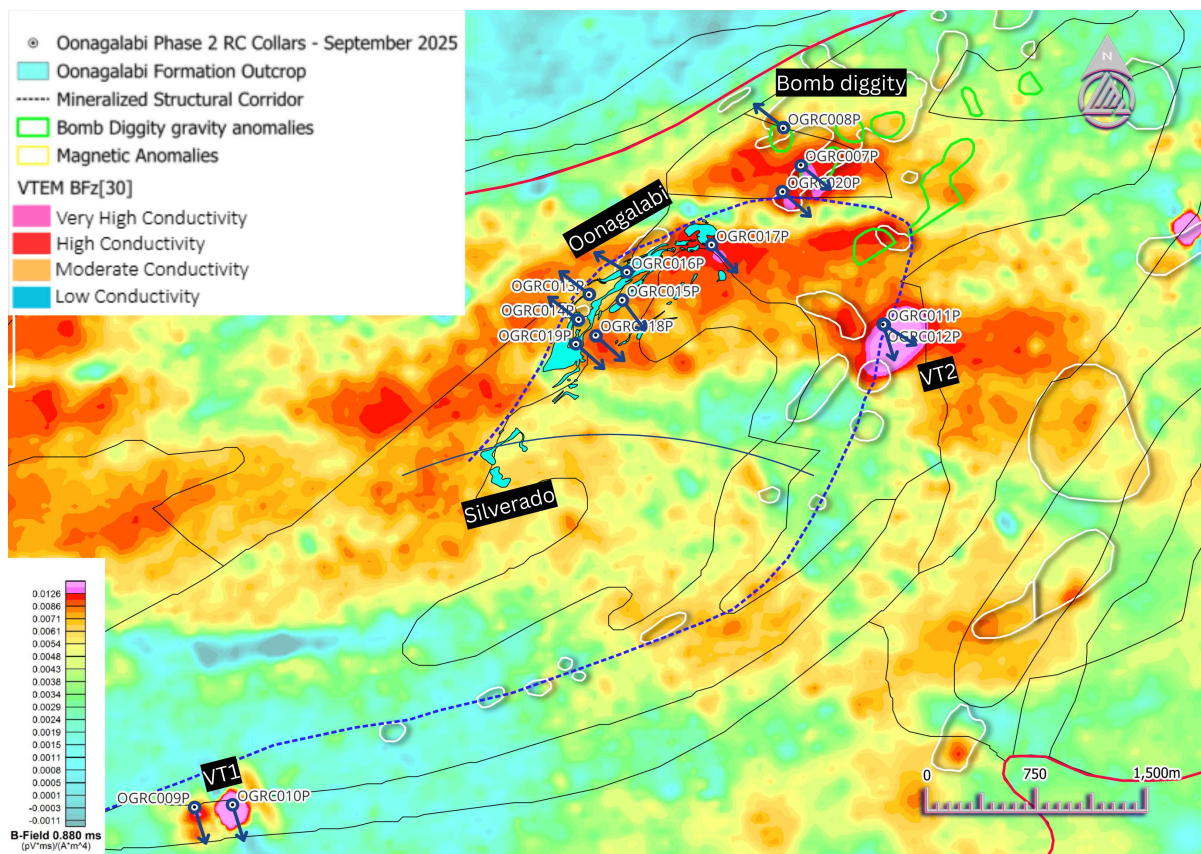 Oonagalabi Phase 2 RC Collars - September 2025
Oonagalabi Formation Outcrop
Mineralized Structural Corridor
Bomb Diggity gravity anomalies
Magnetic Anomalies
VTEM BFz[30]
Very High Conductivity
High Conductivity
Moderate Conductivity
Low Conductivity
N
Bomb diggity
OGRC008P
OGRC007P
OGRC020P
Oonagalabi
OGRC017P
OGRC016P
OGRC013P
OGRC015P
OGRC014P
OGRC018P
OGRC019P
OGRC011P
OGRC012P
VT2
Silverado
VT1
OGRC009P
OGRC010P
0
750
1,500m
0.0126
0.0086
0.0071
0.0061
0.0054
0.0048
0.0043
0.0038
0.0033
0.0029
0.0024
0.0019
0.0015
0.0012
0.0008
0.0005
0.0001
-0.0003
-0.0011
B-Field 0.880 ms
(pV*ms)/(A*m^4)